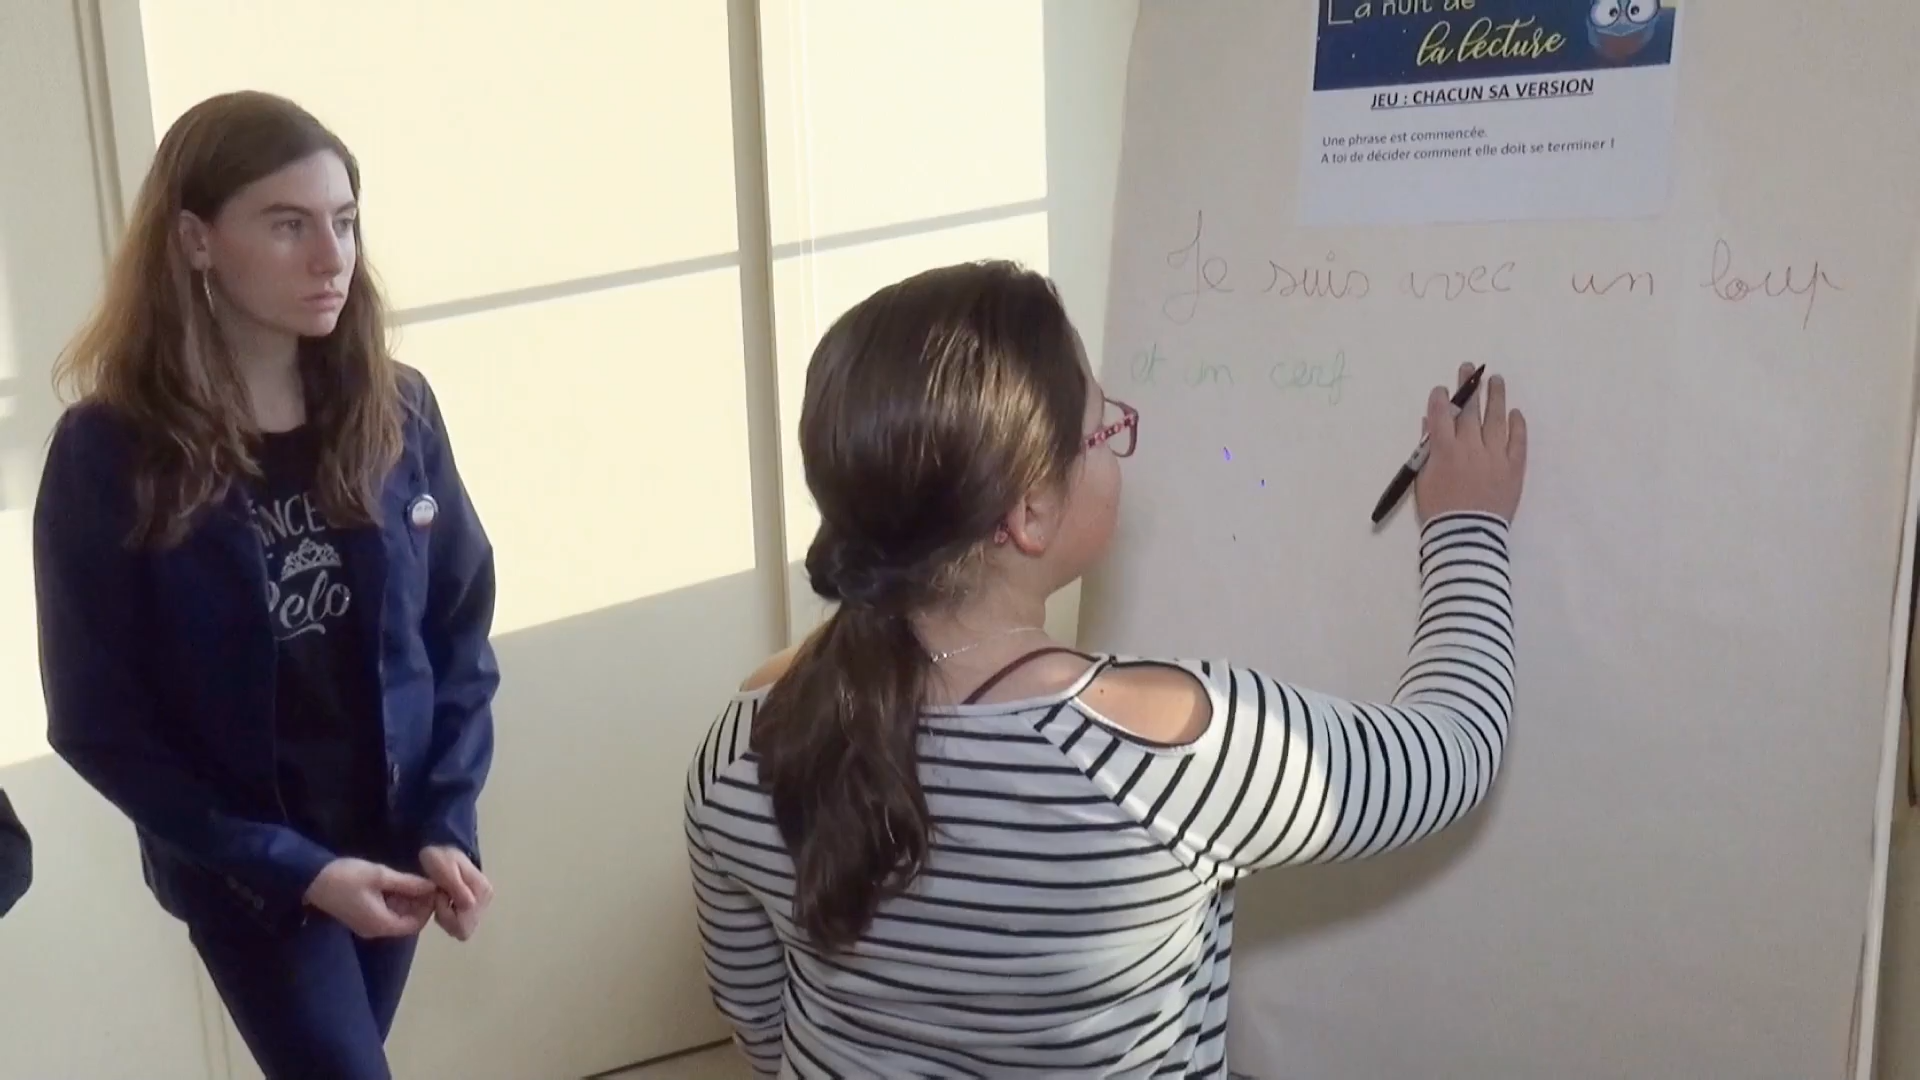 La nuit de
la lecture
JEU : CHACUN SA VERSION
Une phrase est commencée.
A toi de décider comment elle doit se terminer !
Je suis avec un loup
et un cerf